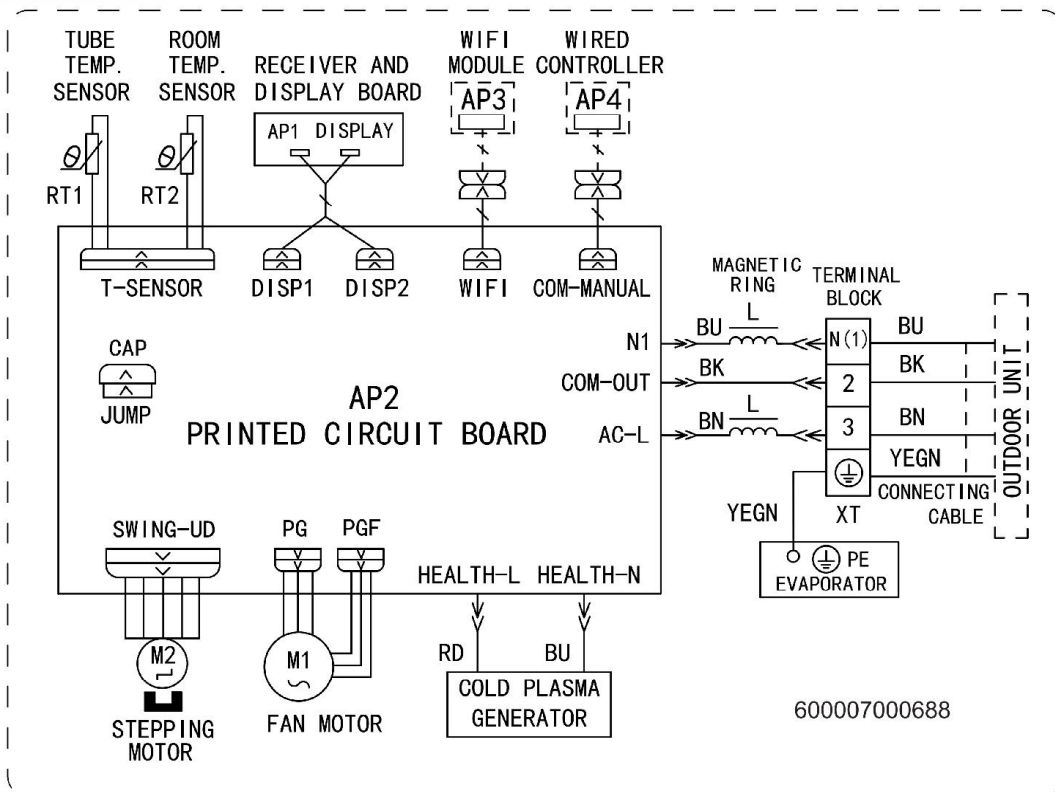 TUBE
TEMP.
SENSOR
ROOM
TEMP.
SENSOR
RECEIVER AND
DISPLAY BOARD
WIFI
MODULE
WIRED
CONTROLLER
AP1 DISPLAY
AP3
AP4
θ
RT1
θ
RT2
T-SENSOR
DISP1
DISP2
WIFI
COM-MANUAL
CAP
JUMP
AP2
PRINTED CIRCUIT BOARD
N1
COM-OUT
AC-L
MAGNETIC
RING
TERMINAL
BLOCK
BU
L
N(1)
BU
BK
2
BK
BN
L
3
BN
YEGN
YEGN
XT
CONNECTING
CABLE
OUTDOOR UNIT
PE
EVAPORATOR
SWING-UD
PG
PGF
HEALTH-L
HEALTH-N
M2
STEPPING
MOTOR
M1
FAN MOTOR
RD
BU
COLD PLASMA
GENERATOR
600007000688